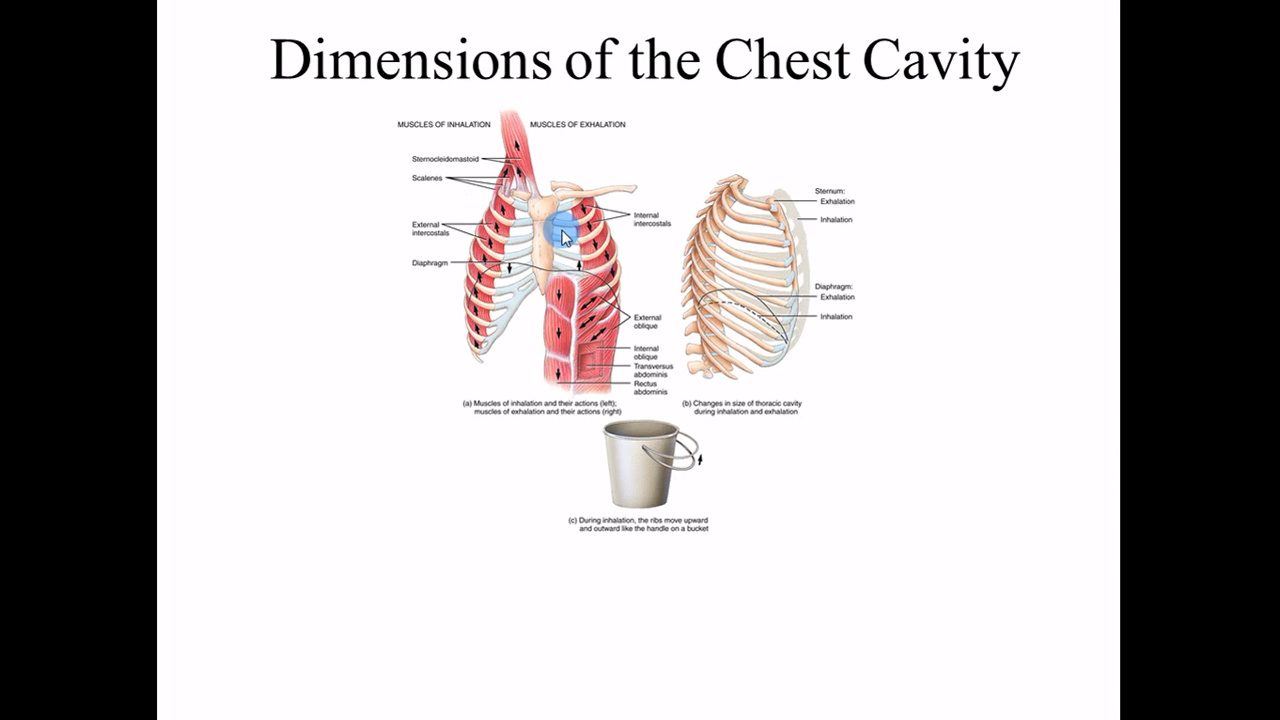 Dimensions of the Chest Cavity
MUSCLES OF INHALATION
MUSCLES OF EXHALATION
Sternocleidomastoid
Scalenes
External
intercostals
Diaphragm
Internal
intercostals
External
oblique
Internal
oblique
Transversus
abdominis
Rectus
abdominis
(a) Muscles of inhalation and their actions (left);
muscles of exhalation and their actions (right)
Sternum:
Exhalation
Inhalation
Diaphragm:
Exhalation
Inhalation
(b) Changes in size of thoracic cavity
during inhalation and exhalation
(c) During inhalation, the ribs move upward
and outward like the handle on a bucket